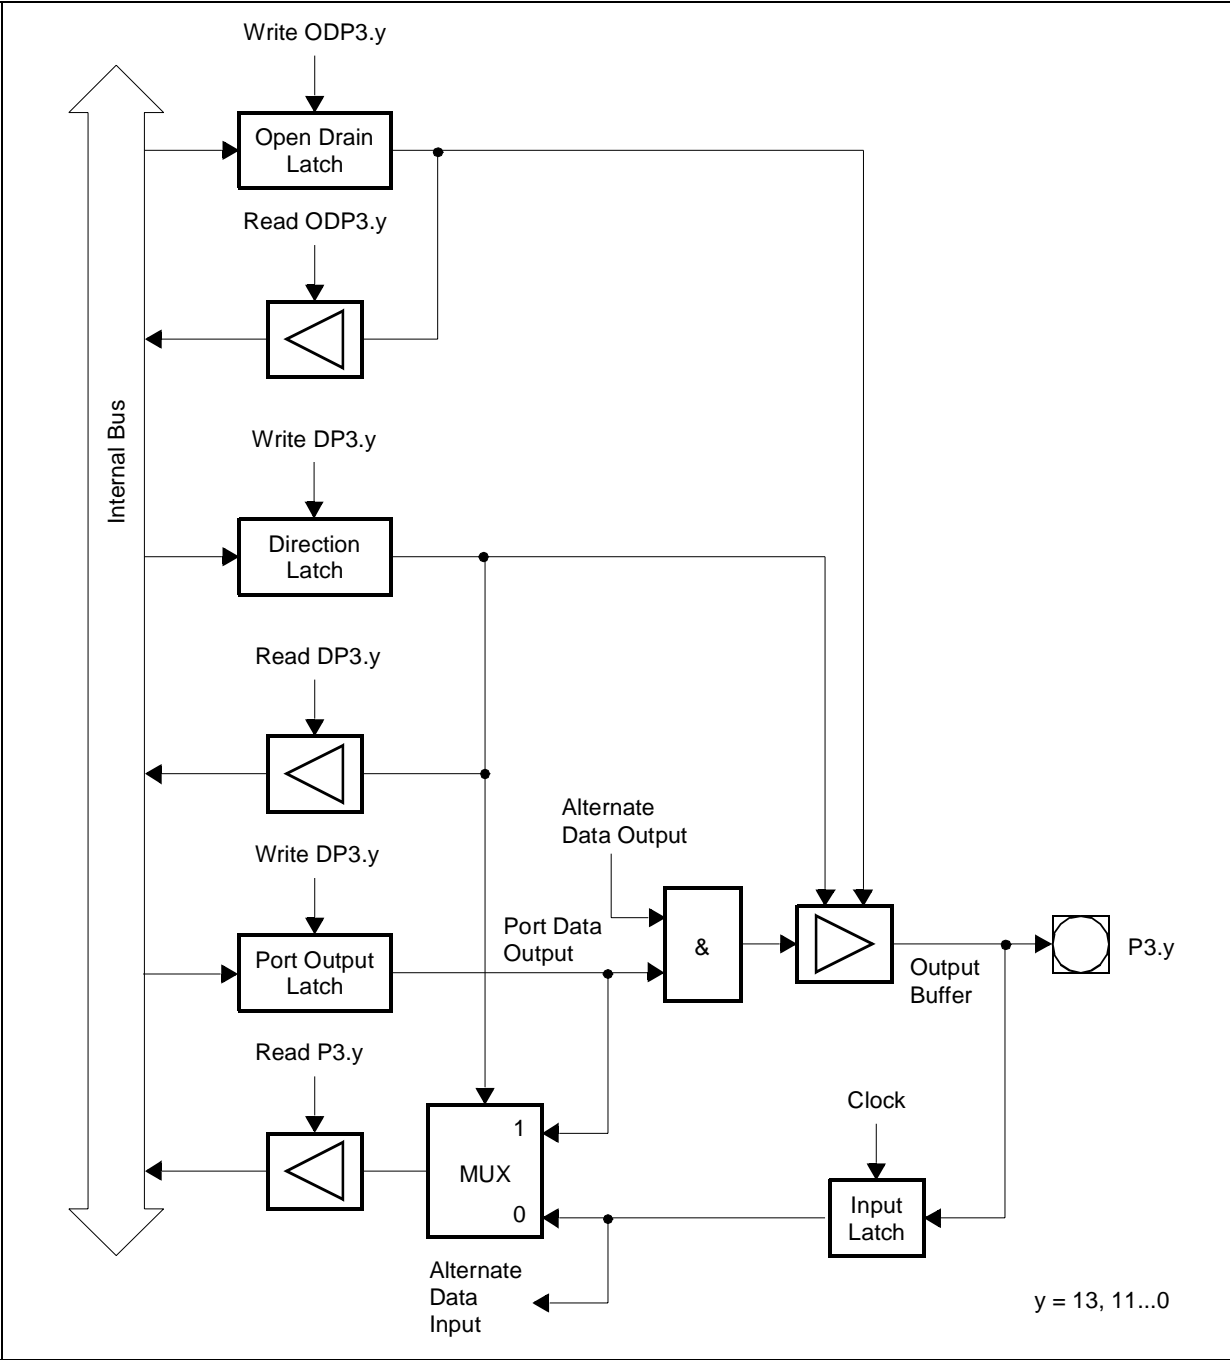 Write ODP3.y
Open Drain
Latch
Read ODP3.y
Internal Bus
Write DP3.y
Direction
Latch
Read DP3.y
Alternate
Data Output
Write DP3.y
Port Data
Output
&
Port Output
Latch
Output
Buffer
P3.y
Read P3.y
Clock
1
MUX
0
Input
Latch
Alternate
Data
Input
y = 13, 11...0